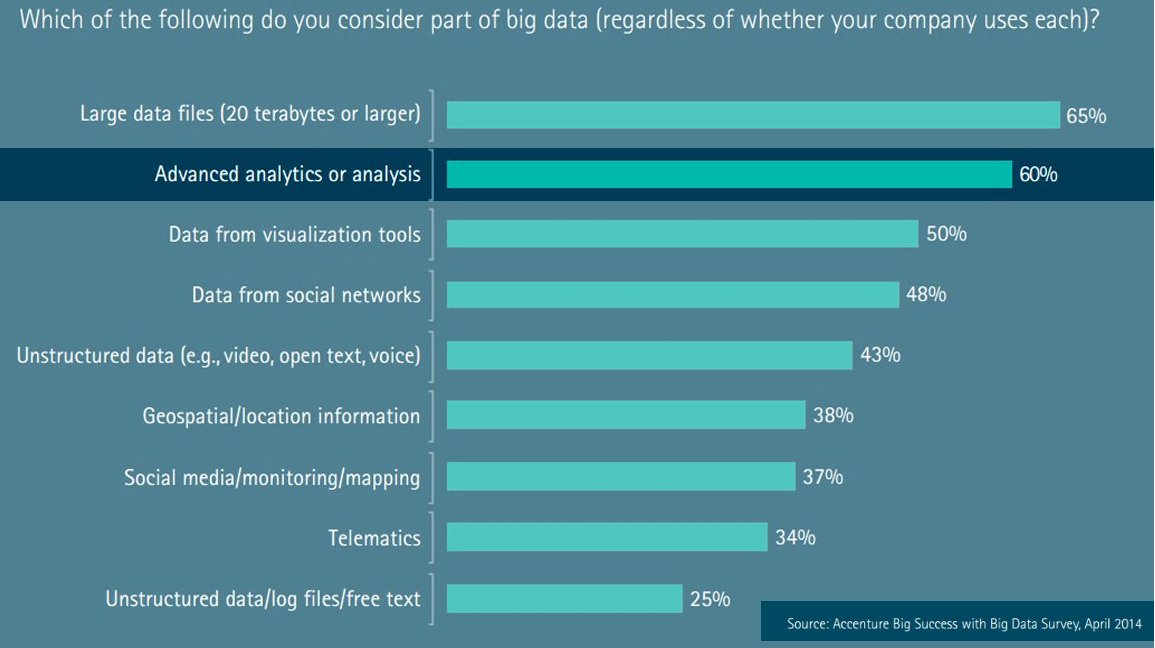 Which of the following do you consider part of big data (regardless of whether your company uses each)?
Large data files (20 terabytes or larger) 65%
Advanced analytics or analysis 60%
Data from visualization tools 50%
Data from social networks 48%
Unstructured data (e.g., video, open text, voice) 43%
Geospatial/location information 38%
Social media/monitoring/mapping 37%
Telematics 34%
Unstructured data/log files/free text 25%
Source: Accenture Big Success with Big Data Survey, April 2014